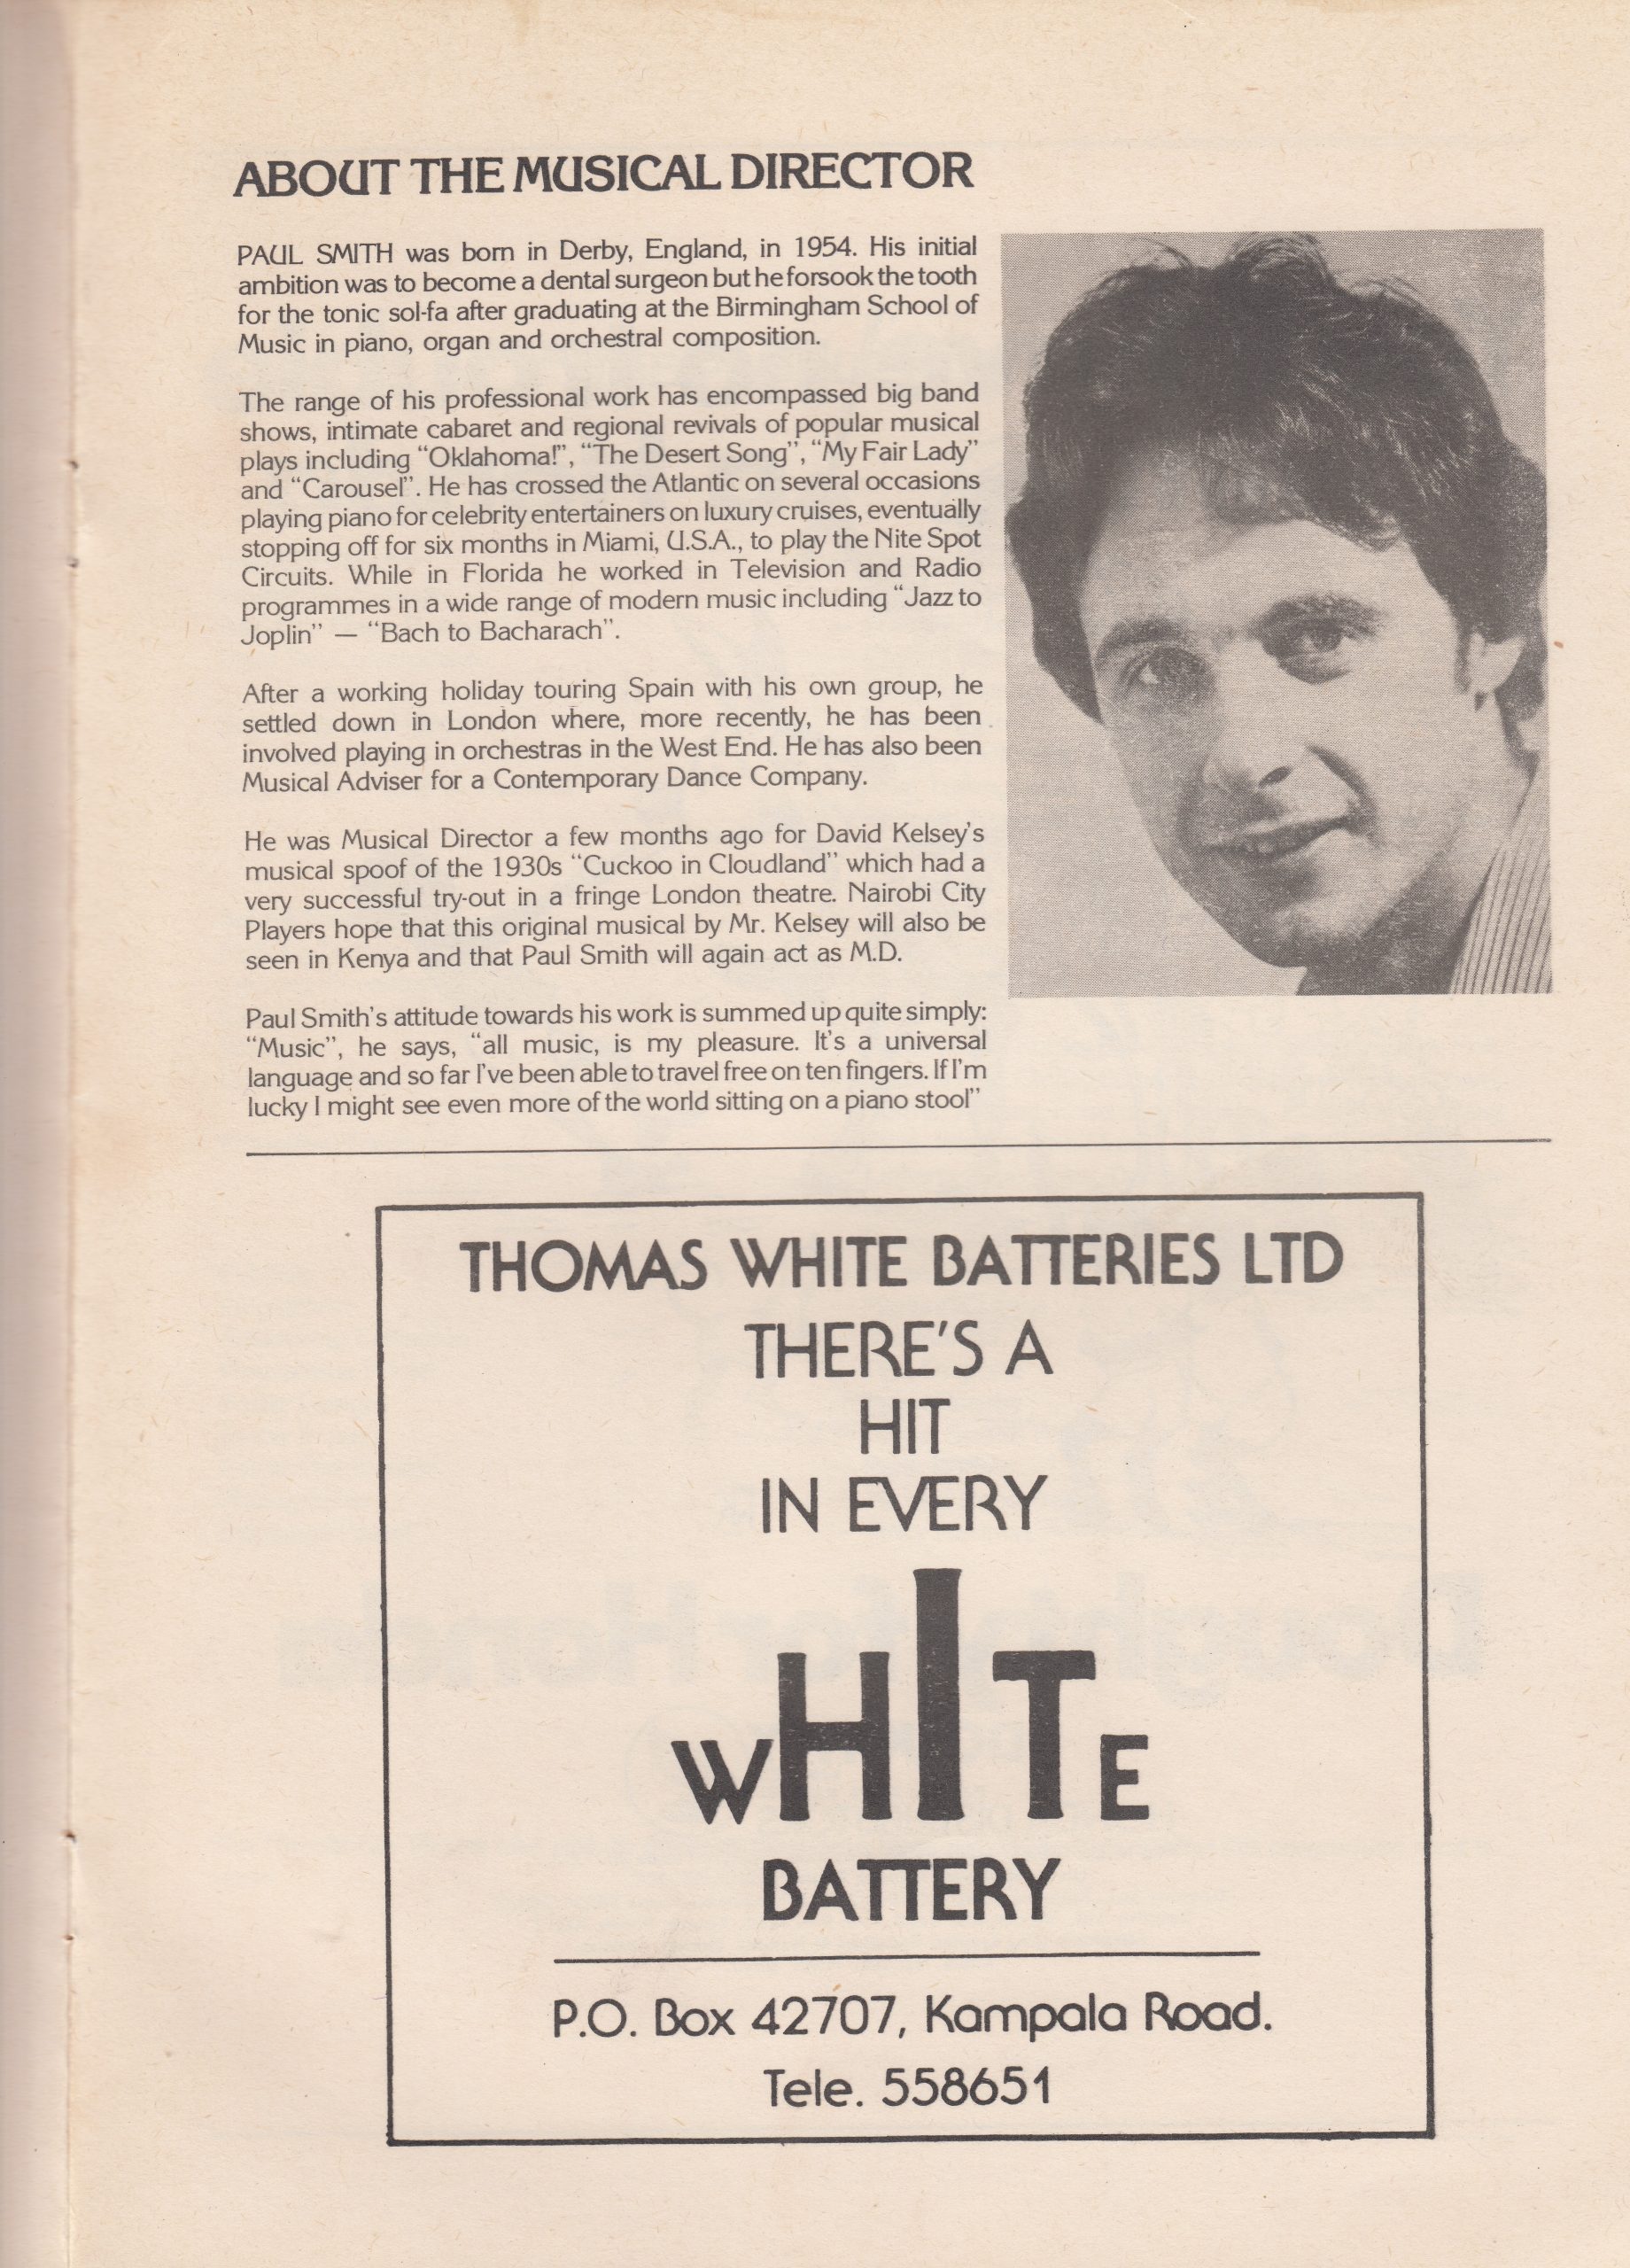 ABOUT THE MUSICAL DIRECTOR
PAUL SMITH was born in Derby, England, in 1954. His initial
ambition was to become a dental surgeon but he forsook the tooth
for the tonic sol-fa after graduating at the Birmingham School of
Music in piano, organ and orchestral composition.
The range of his professional work has encompassed big band
shows, intimate cabaret and regional revivals of popular musical
plays including “Oklahoma!”, “The Desert Song”, “My Fair Lady”
and “Carousel”. He has crossed the Atlantic on several occasions
playing piano for celebrity entertainers on luxury cruises, eventually
stopping off for six months in Miami, U.S.A., to play the Nite Spot
Circuits. While in Florida he worked in Television and Radio
programmes in a wide range of modern music including “Jazz to
Joplin” — “Bach to Bacharach”.
After a working holiday touring Spain with his own group, he
settled down in London where, more recently, he has been
involved playing in orchestras in the West End. He has also been
Musical Adviser for a Contemporary Dance Company.
He was Musical Director a few months ago for David Kelsey's
musical spoof of the 1930s “Cuckoo in Cloudland” which had a
very successful try-out in a fringe London theatre. Nairobi City
Players hope that this original musical by Mr. Kelsey will also be
seen in Kenya and that Paul Smith will again act as M.D.
Paul Smith's attitude towards his work is summed up quite simply:
“Music”, he says, “all music, is my pleasure. It's a universal
language and so far I've been able to travel free on ten fingers. If I'm
lucky I might see even more of the world sitting on a piano stool”
THOMAS WHITE BATTERIES LTD
THERE'S A
HIT
IN EVERY
WHITE
BATTERY
P.O. Box 42707, Kampala Road.
Tele. 558651